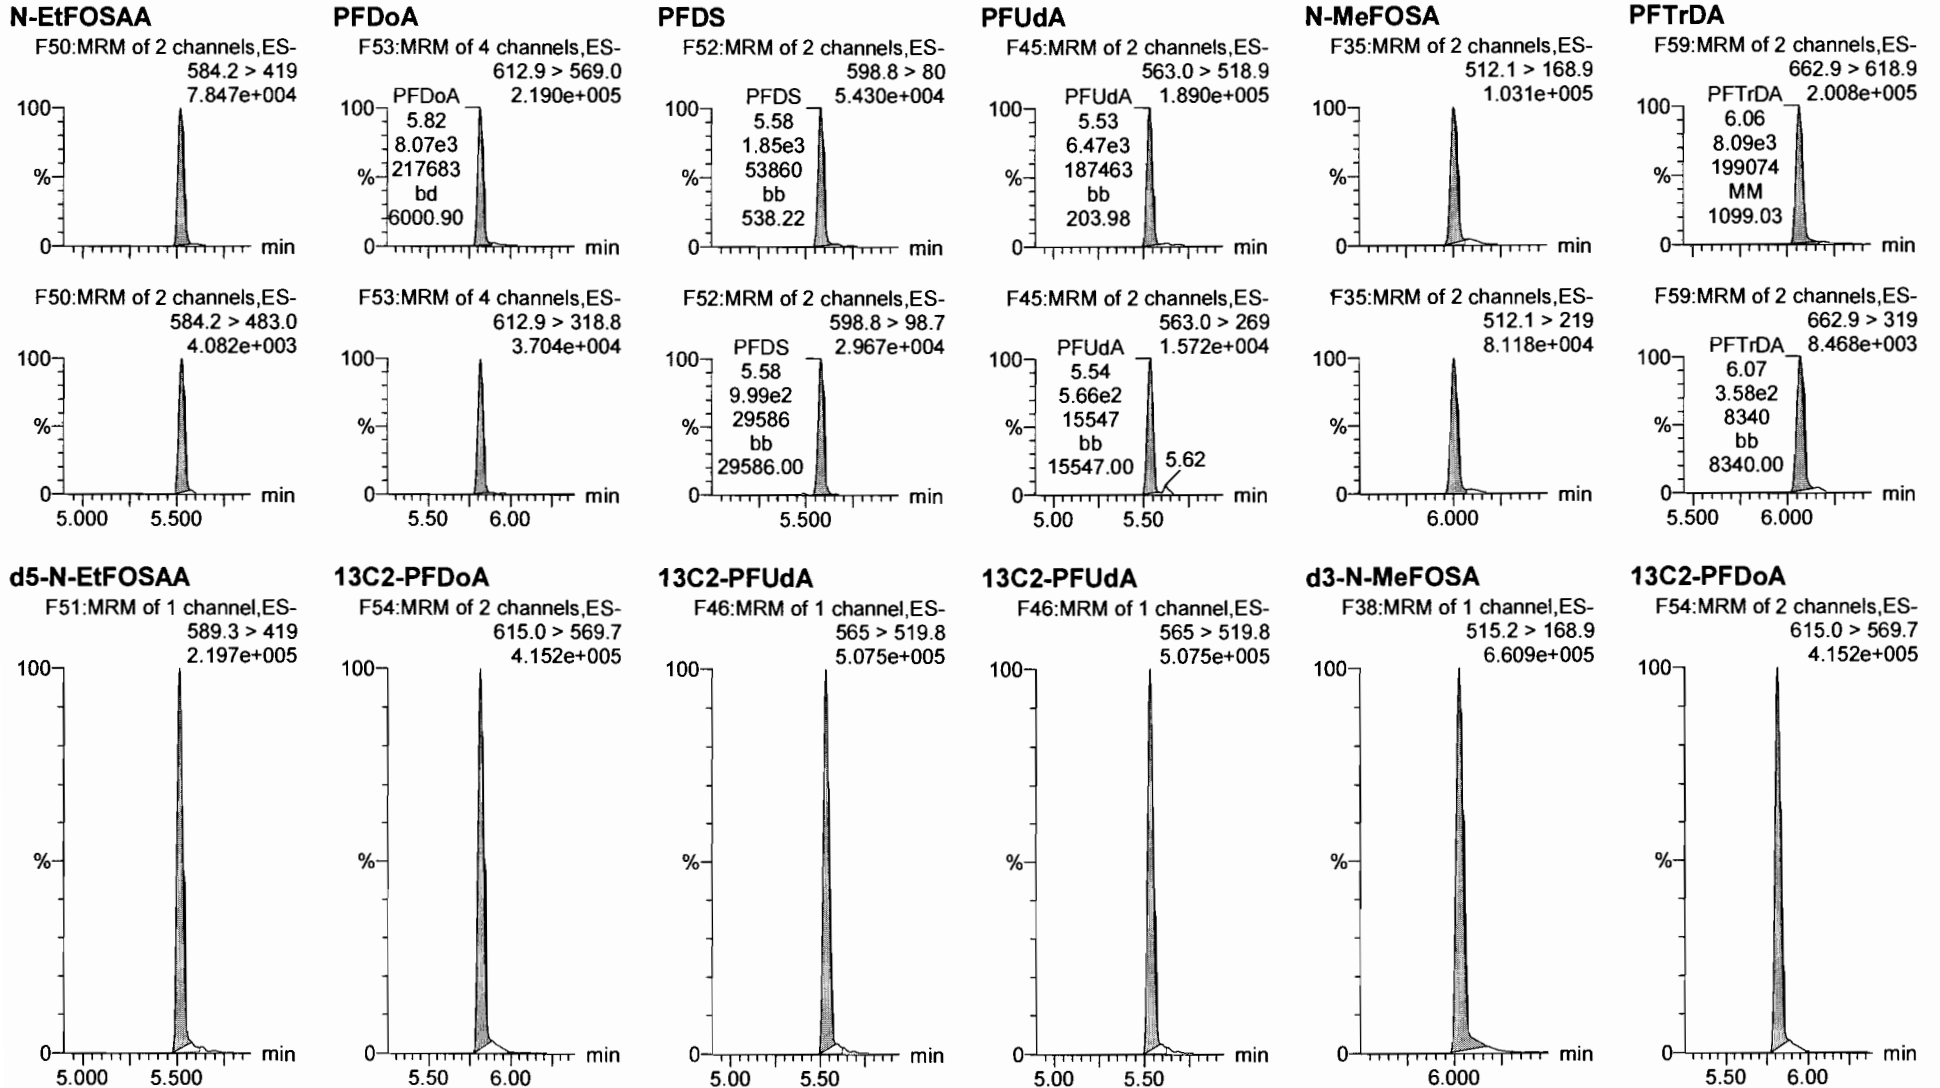 N-EtFOSAA
F50:MRM of 2 channels,ES-
584.2 > 419
7.847e+004
100
%
0
min
F50:MRM of 2 channels,ES-
584.2 > 483.0
4.082e+003
100
%
0
min
5.000 5.500
PFDoA
F53:MRM of 4 channels,ES-
612.9 > 569.0
2.190e+005
100
PFDoA
5.82
8.07e3
217683
bd
6000.90
%
0
min
F53:MRM of 4 channels,ES-
612.9 > 318.8
3.704e+004
100
%
0
min
5.50 6.00
PFDS
F52:MRM of 2 channels,ES-
598.8 > 80
5.430e+004
100
PFDS
5.58
1.85e3
53860
bb
538.22
%
0
min
F52:MRM of 2 channels,ES-
598.8 > 98.7
2.967e+004
100
PFDS
5.58
9.99e2
29586
bb
29586.00
%
0
min
5.500
PFUdA
F45:MRM of 2 channels,ES-
563.0 > 518.9
1.890e+005
100
PFUdA
5.53
6.47e3
187463
bb
203.98
%
0
min
F45:MRM of 2 channels,ES-
563.0 > 269
1.572e+004
100
PFUdA
5.54
5.66e2
15547
bb
15547.00
5.62
%
0
min
5.00 5.50
N-MeFOSA
F35:MRM of 2 channels,ES-
512.1 > 168.9
1.031e+005
100
%
0
min
F35:MRM of 2 channels,ES-
512.1 > 219
8.118e+004
100
%
0
min
6.000
PFTrDA
F59:MRM of 2 channels,ES-
662.9 > 618.9
2.008e+005
100
PFTrDA
6.06
8.09e3
199074
MM
1099.03
%
0
min
F59:MRM of 2 channels,ES-
662.9 > 319
8.468e+003
100
PFTrDA
6.07
3.58e2
8340
bb
8340.00
%
0
min
5.500 6.000
d5-N-EtFOSAA
F51:MRM of 1 channel,ES-
589.3 > 419
2.197e+005
100
%
0
min
5.000 5.500
13C2-PFDoA
F54:MRM of 2 channels,ES-
615.0 > 569.7
4.152e+005
100
%
0
min
5.50 6.00
13C2-PFUdA
F46:MRM of 1 channel,ES-
565 > 519.8
5.075e+005
100
%
0
min
5.00 5.50
13C2-PFUdA
F46:MRM of 1 channel,ES-
565 > 519.8
5.075e+005
100
%
0
min
5.00 5.50
d3-N-MeFOSA
F38:MRM of 1 channel,ES-
515.2 > 168.9
6.609e+005
100
%
0
min
6.000
13C2-PFDoA
F54:MRM of 2 channels,ES-
615.0 > 569.7
4.152e+005
100
%
0
min
5.50 6.00